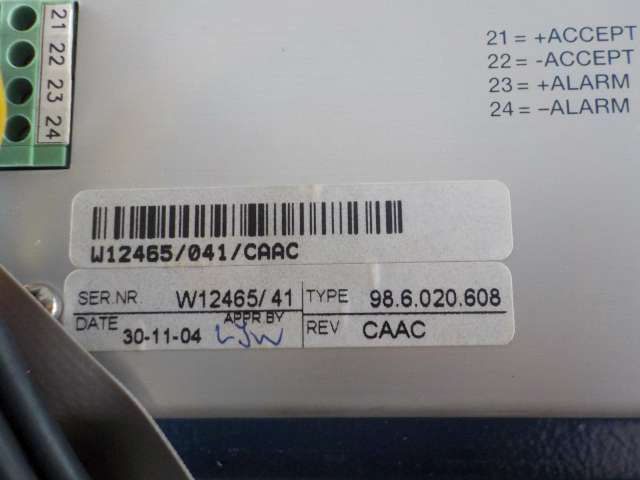 21
22
23
24
21 = +ACCEPT
22 = -ACCEPT
23 = +ALARM
24 = -ALARM
W12465/041/CAAC
SER.NR. W12465/41 TYPE 98.6.020.608
DATE 30-11-04 APPR.BY REV CAAC